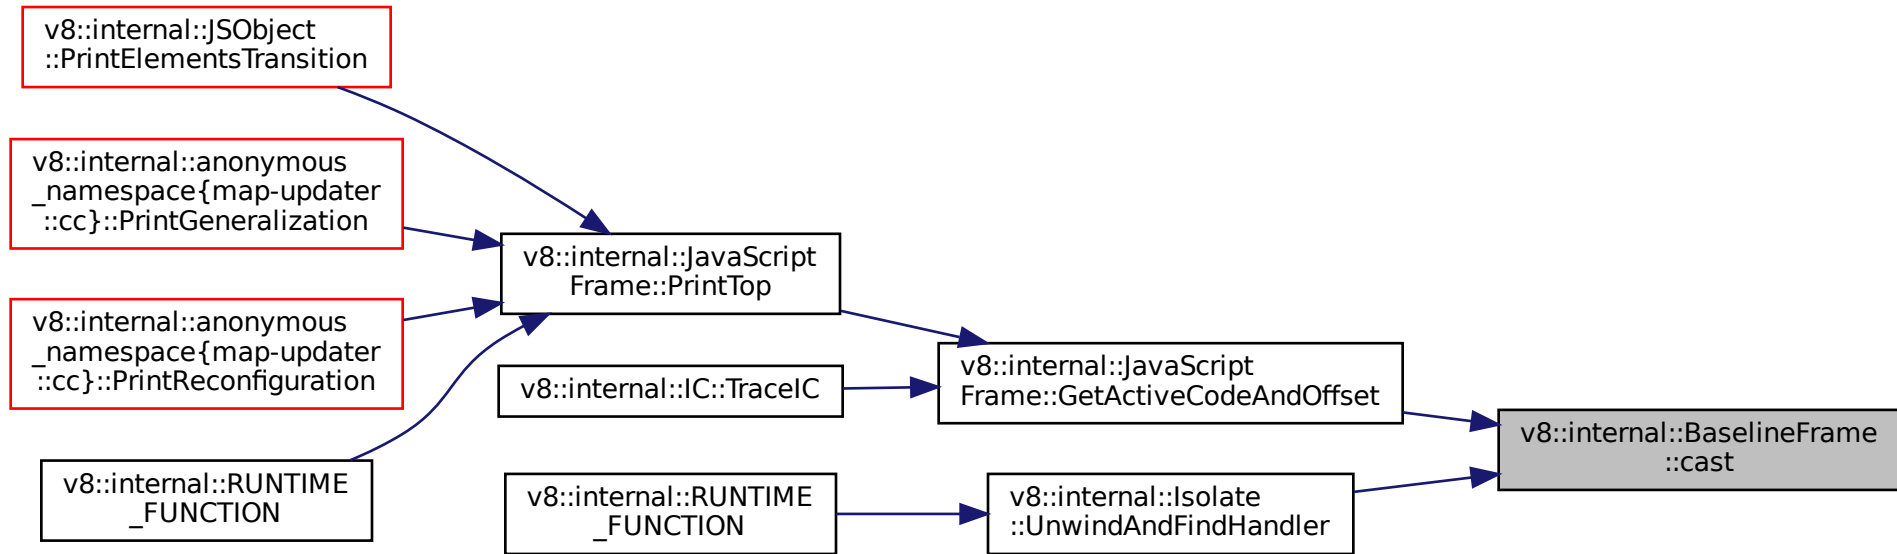 v8::internal::JSObject
::PrintElementsTransition
v8::internal::anonymous
_namespace{map-updater
::cc}::PrintGeneralization
v8::internal::anonymous
_namespace{map-updater
::cc}::PrintReconfiguration
v8::internal::RUNTIME
_FUNCTION
v8::internal::JavaScript
Frame::PrintTop
v8::internal::IC::TraceIC
v8::internal::RUNTIME
_FUNCTION
v8::internal::JavaScript
Frame::GetActiveCodeAndOffset
v8::internal::Isolate
::UnwindAndFindHandler
v8::internal::BaselineFrame
::cast